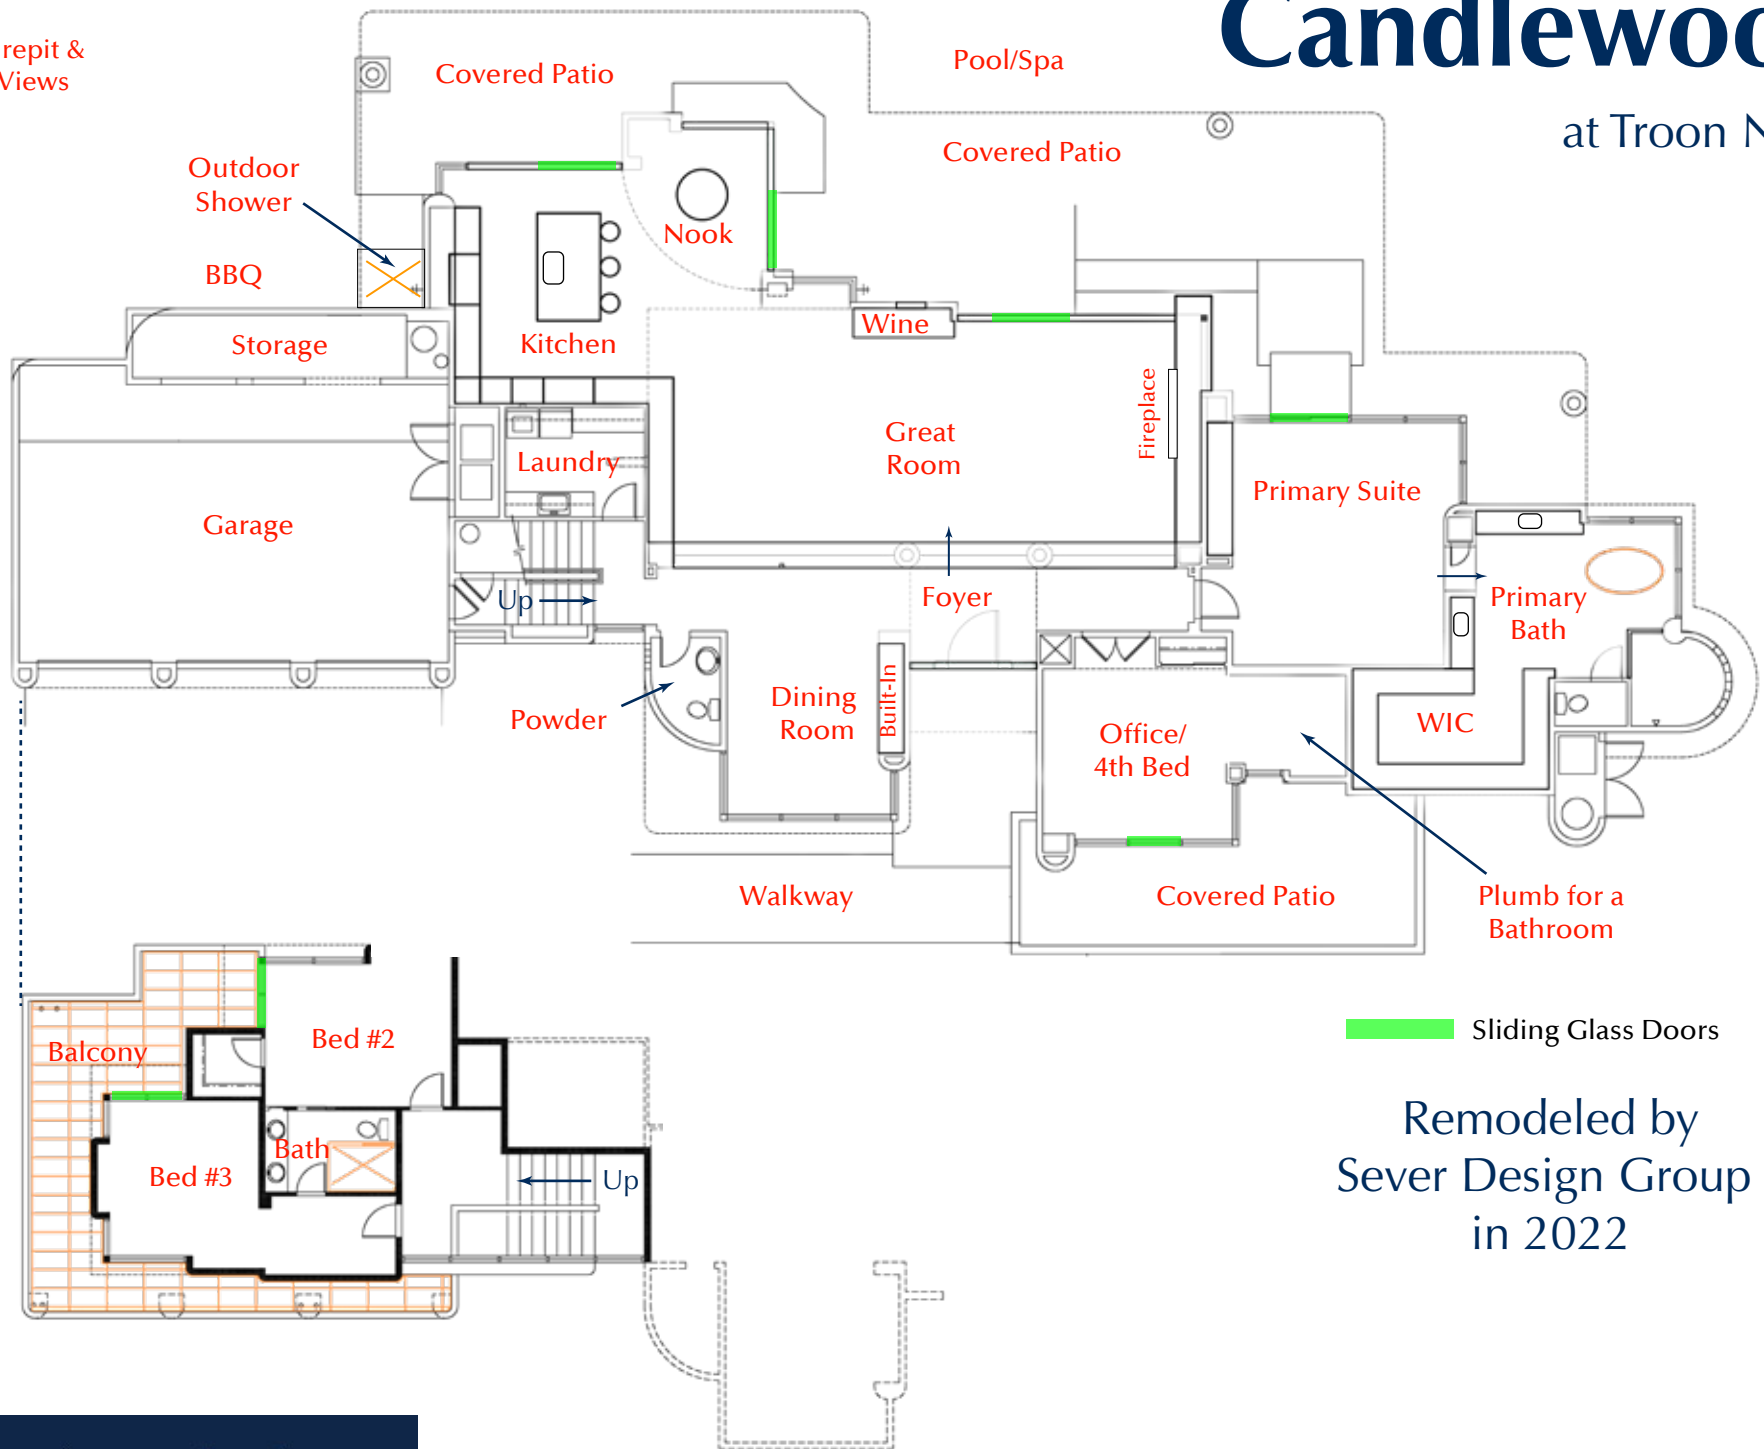 Candlewoo
at Troon N
repit &
Views
Covered Patio
Pool/Spa
Covered Patio
Outdoor
Shower
BBQ
Nook
Storage
Kitchen
Wine
Fireplace
Great
Room
Laundry
Garage
Primary Suite
Up
Foyer
Primary
Bath
Powder
Dining
Room
Built-In
Office/
4th Bed
WIC
Walkway
Covered Patio
Plumb for a
Bathroom
Balcony
Bed #2
Bath
Bed #3
Up
Sliding Glass Doors
Remodeled by
Sever Design Group
in 2022